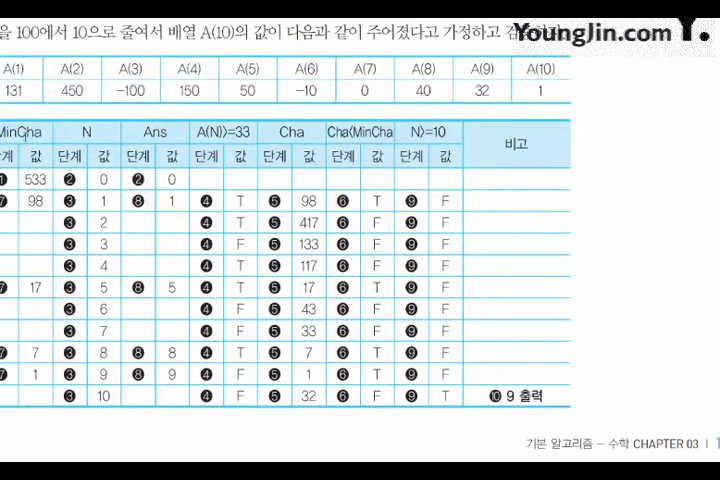 을 100에서 10으로 줄여서 배열 A(10)의 값이 다음과 같이 주어졌다고 가정하고
YoungJin.com Y.
A(1) A(2) A(3) A(4) A(5) A(6) A(7) A(8) A(9) A(10)
131 450 -100 150 50 -10 0 40 32 1
MinCha N Ans A(N)>=33 Cha Cha<MinCha N>=10 비고
단계 값 단계 값 단계 값 단계 값 단계 값 단계 값 단계 값
❶ 533 ❷ 0 ❷ 0
❼ 98 ❸ 1 ❽ 1 ❹ T ❺ 98 ❻ T ❾ F
❸ 2 ❹ T ❺ 417 ❻ F ❾ F
❸ 3 ❹ F ❺ 133 ❻ F ❾ F
❸ 4 ❹ T ❺ 117 ❻ F ❾ F
❼ 17 ❸ 5 ❽ 5 ❹ T ❺ 17 ❻ T ❾ F
❸ 6 ❹ F ❺ 43 ❻ F ❾ F
❸ 7 ❹ F ❺ 33 ❻ F ❾ F
❼ 7 ❸ 8 ❽ 8 ❹ T ❺ 7 ❻ T ❾ F
❼ 1 ❸ 9 ❽ 9 ❹ F ❺ 1 ❻ T ❾ F
❸ 10 ❹ F ❺ 32 ❻ F ❾ T ❿ 9 출력
기본 알고리즘 - 수학 CHAPTER 03 | 1